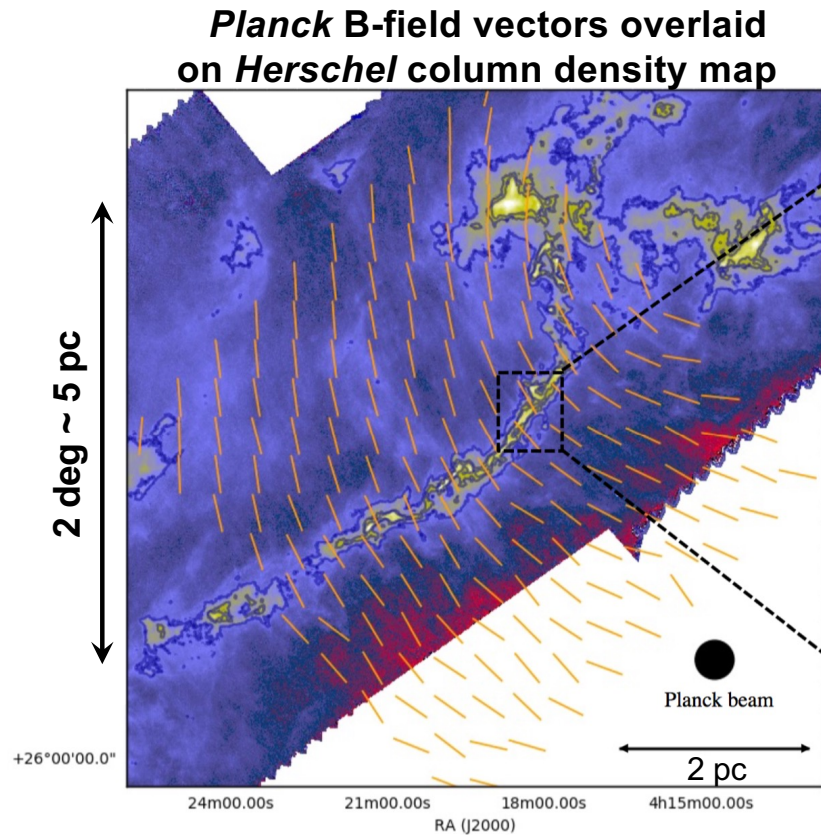 Planck B-field vectors overlaid
on Herschel column density map
2 deg ~ 5 pc
Planck beam
2 pc
+26°00'00.0"
24m00.00s
21m00.00s
18m00.00s
4h15m00.00s
RA (J2000)